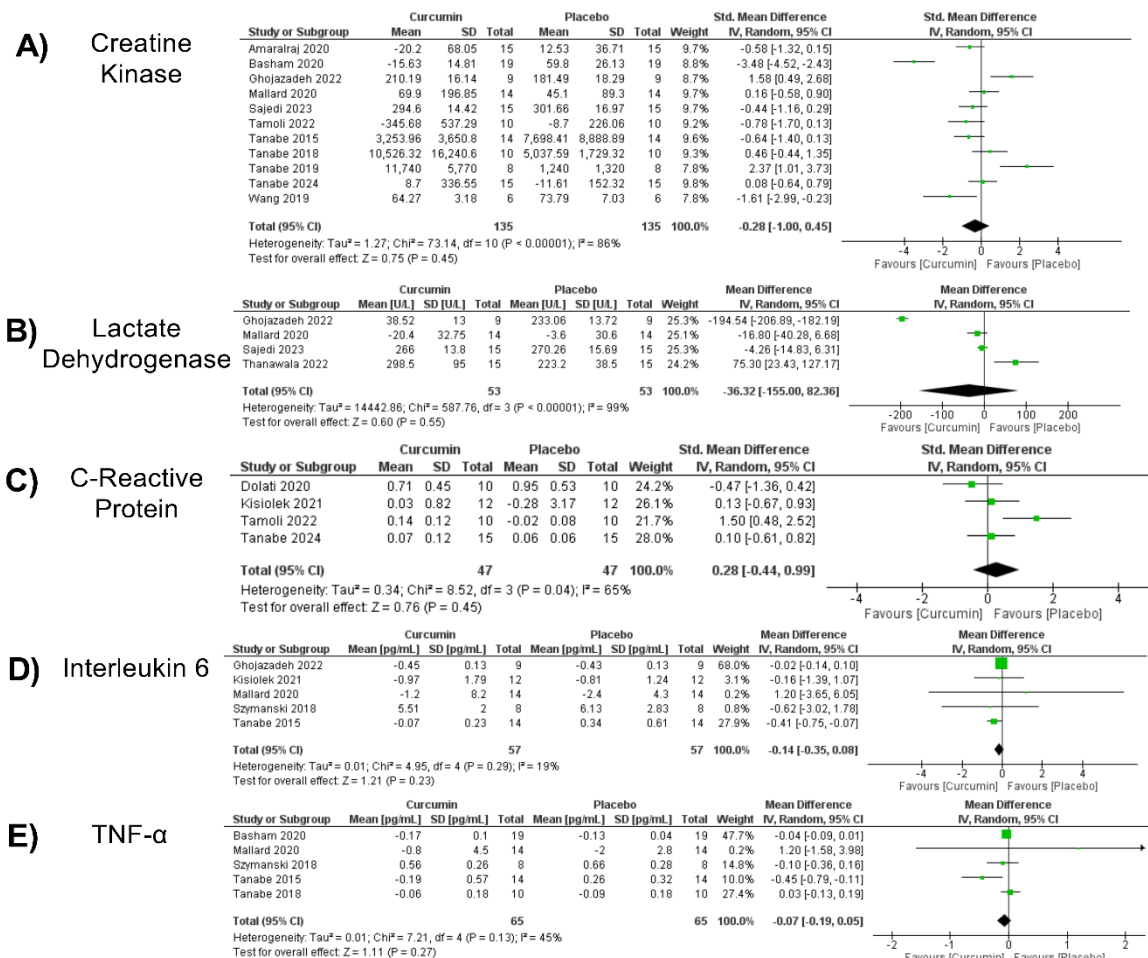 A) Creatine Kinase
Curcumin Placebo Std. Mean Difference Std. Mean Difference
Study or Subgroup Mean SD Total Mean SD Total Weight IV, Random, 95% CI IV, Random, 95% CI
Amaralraj 2020 -20.2 68.05 15 12.53 36.71 15 9.7% -0.58 [-1.32, 0.15]
Basham 2020 -15.63 14.81 19 59.8 26.13 19 8.8% -3.48 [-4.52, -2.43]
Ghojazadeh 2022 210.19 16.14 9 181.49 18.29 9 8.6% 1.58 [0.49, 2.68]
Mallard 2020 69.9 196.85 14 45.1 89.3 14 9.7% 0.16 [-0.58, 0.90]
Sajedi 2023 294.6 14.42 15 301.66 16.97 15 9.7% -0.44 [-1.16, 0.29]
Tamoli 2022 -345.68 537.29 10 -8.7 226.06 10 9.2% -0.78 [-1.70, 0.13]
Tanabe 2015 3,253.96 3,650.8 14 7,698.41 8,888.89 14 9.6% -0.64 [-1.40, 0.13]
Tanabe 2018 10,526.32 16,240.6 10 5,037.59 1,729.32 10 9.3% 0.46 [-0.44, 1.35]
Tanabe 2019 11,740 5,770 8 1,240 1,320 8 7.8% 2.37 [1.01, 3.73]
Tanabe 2024 8.7 336.55 15 -11.61 152.32 15 9.8% 0.08 [-0.64, 0.79]
Wang 2019 64.27 3.18 6 73.79 7.03 6 7.8% -1.61 [-2.99, -0.23]
Total (95% CI) 135 135 100.0% -0.28 [-1.00, 0.45]
Heterogeneity: Tau² = 1.27; Chi² = 73.14, df = 10 (P < 0.00001); I² = 86%
Test for overall effect: Z = 0.75 (P = 0.45)
-4 -2 0 2 4
Favours [Curcumin] Favours [Placebo]
B) Lactate Dehydrogenase
Curcumin Placebo Mean Difference Mean Difference
Study or Subgroup Mean [U/L] SD [U/L] Total Mean [U/L] SD [U/L] Total Weight IV, Random, 95% CI IV, Random, 95% CI
Ghojazadeh 2022 38.52 13 9 233.06 13.72 9 25.3% -194.54 [-206.89, -182.19]
Mallard 2020 -20.4 32.75 14 -3.6 30.6 14 25.2% -16.80 [-40.28, 6.68]
Sajedi 2023 266 13.8 15 270.26 15.69 15 25.3% -4.26 [-14.83, 6.31]
Thanawala 2022 298.5 95 15 223.2 38.5 15 24.2% 75.30 [23.43, 127.17]
Total (95% CI) 53 53 100.0% -36.32 [-155.00, 82.36]
Heterogeneity: Tau² = 14442.86; Chi² = 587.76, df = 3 (P < 0.00001); I² = 99%
Test for overall effect: Z = 0.60 (P = 0.55)
-200 -100 0 100 200
Favours [Curcumin] Favours [Placebo]
C) C-Reactive Protein
Curcumin Placebo Std. Mean Difference Std. Mean Difference
Study or Subgroup Mean SD Total Mean SD Total Weight IV, Random, 95% CI IV, Random, 95% CI
Dolati 2020 0.71 0.45 10 0.95 0.53 10 24.2% -0.47 [-1.36, 0.42]
Kisiolek 2021 0.03 0.82 12 -0.28 3.17 12 26.1% 0.13 [-0.67, 0.93]
Tamoli 2022 0.14 0.12 10 -0.02 0.08 10 21.7% 1.50 [0.48, 2.52]
Tanabe 2024 0.07 0.12 15 0.06 0.06 15 28.0% 0.10 [-0.61, 0.82]
Total (95% CI) 47 47 100.0% 0.28 [-0.44, 0.99]
Heterogeneity: Tau² = 0.34; Chi² = 8.52, df = 3 (P = 0.04); I² = 65%
Test for overall effect: Z = 0.76 (P = 0.45)
-4 -2 0 2 4
Favours [Curcumin] Favours [Placebo]
D) Interleukin 6
Curcumin Placebo Mean Difference Mean Difference
Study or Subgroup Mean [pg/mL] SD [pg/mL] Total Mean [pg/mL] SD [pg/mL] Total Weight IV, Random, 95% CI IV, Random, 95% CI
Ghojazadeh 2022 -0.45 0.13 9 -0.43 0.13 9 68.0% -0.02 [-0.14, 0.10]
Kisiolek 2021 -0.97 1.79 12 -0.81 1.24 12 3.1% -0.16 [-1.39, 1.07]
Mallard 2020 -1.2 8.2 14 -2.4 4.3 14 0.2% 1.20 [-3.65, 6.05]
Szymanski 2018 5.51 2 8 6.13 2.83 8 0.8% -0.62 [-3.02, 1.78]
Tanabe 2015 -0.07 0.23 14 0.34 0.61 14 27.9% -0.41 [-0.75, -0.07]
Total (95% CI) 57 57 100.0% -0.14 [-0.35, 0.08]
Heterogeneity: Tau² = 0.01; Chi² = 4.95, df = 4 (P = 0.29); I² = 19%
Test for overall effect: Z = 1.21 (P = 0.23)
-4 -2 0 2 4
Favours [Curcumin] Favours [Placebo]
E) TNF-α
Curcumin Placebo Mean Difference Mean Difference
Study or Subgroup Mean [pg/mL] SD [pg/mL] Total Mean [pg/mL] SD [pg/mL] Total Weight IV, Random, 95% CI IV, Random, 95% CI
Basham 2020 -0.17 0.1 19 -0.13 0.04 19 47.7% -0.04 [-0.09, 0.01]
Mallard 2020 -0.8 4.5 14 -2 2.8 14 0.2% 1.20 [-1.58, 3.98]
Szymanski 2018 0.56 0.26 8 0.66 0.28 8 14.8% -0.10 [-0.36, 0.16]
Tanabe 2015 -0.19 0.57 14 0.26 0.32 14 10.0% -0.45 [-0.79, -0.11]
Tanabe 2018 -0.06 0.18 10 -0.09 0.18 10 27.4% 0.03 [-0.13, 0.19]
Total (95% CI) 65 65 100.0% -0.07 [-0.19, 0.05]
Heterogeneity: Tau² = 0.01; Chi² = 7.21, df = 4 (P = 0.13); I² = 45%
Test for overall effect: Z = 1.11 (P = 0.27)
-2 -1 0 1 2
Favours [Curcumin] Favours [Placebo]